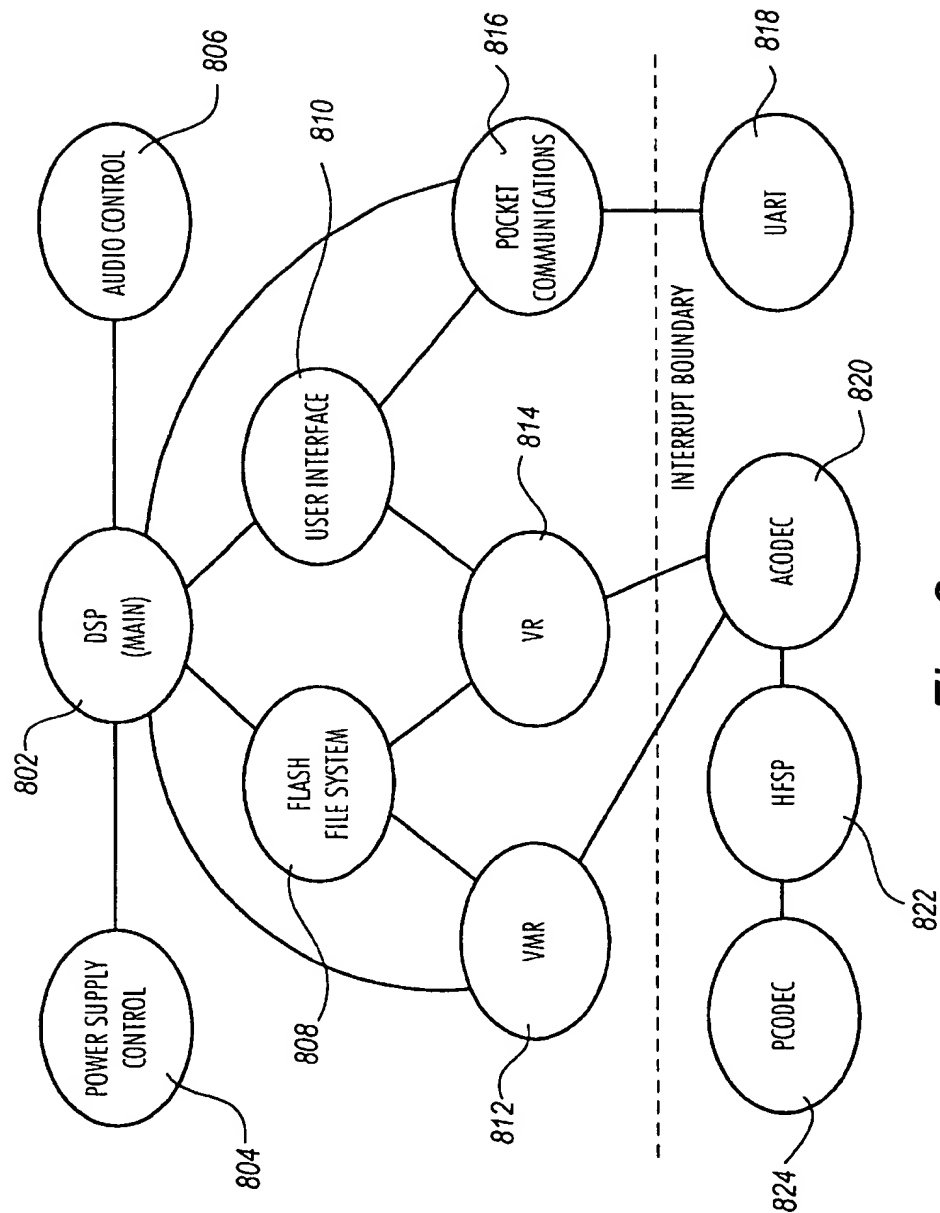 802
806
POWER SUPPLY
CONTROL
DSP
(MAIN)
AUDIO CONTROL
804
810
816
FLASH
FILE SYSTEM
USER INTERFACE
808
814
818
VMR
VR
POCKET
COMMUNICATIONS
812
INTERRUPT BOUNDARY
820
PCODEC
HFSP
ACODEC
UART
824
822